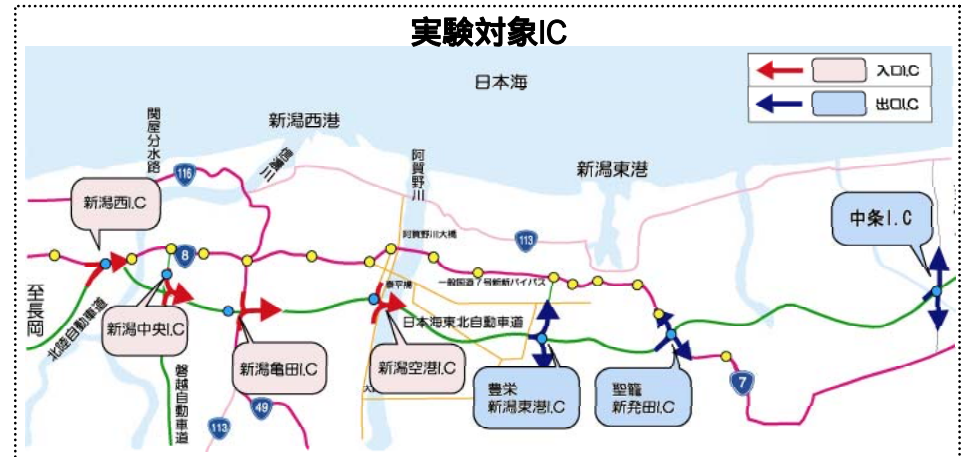 実験対象IC
日本海
入口I.C
出口I.C
関屋分水路
新潟西港
信濃川
阿賀野川
新潟東港
116
新潟西I.C
中条I.C
8
阿賀野川大橋
113
一般国道7号新新バイパス
泰平橋
至長岡
北陸自動車道
新潟中央I.C
日本海東北自動車道
新潟亀田I.C
新潟空港I.C
豊栄
新潟東港I.C
聖籠
新発田I.C
7
磐越自動車道
49
113